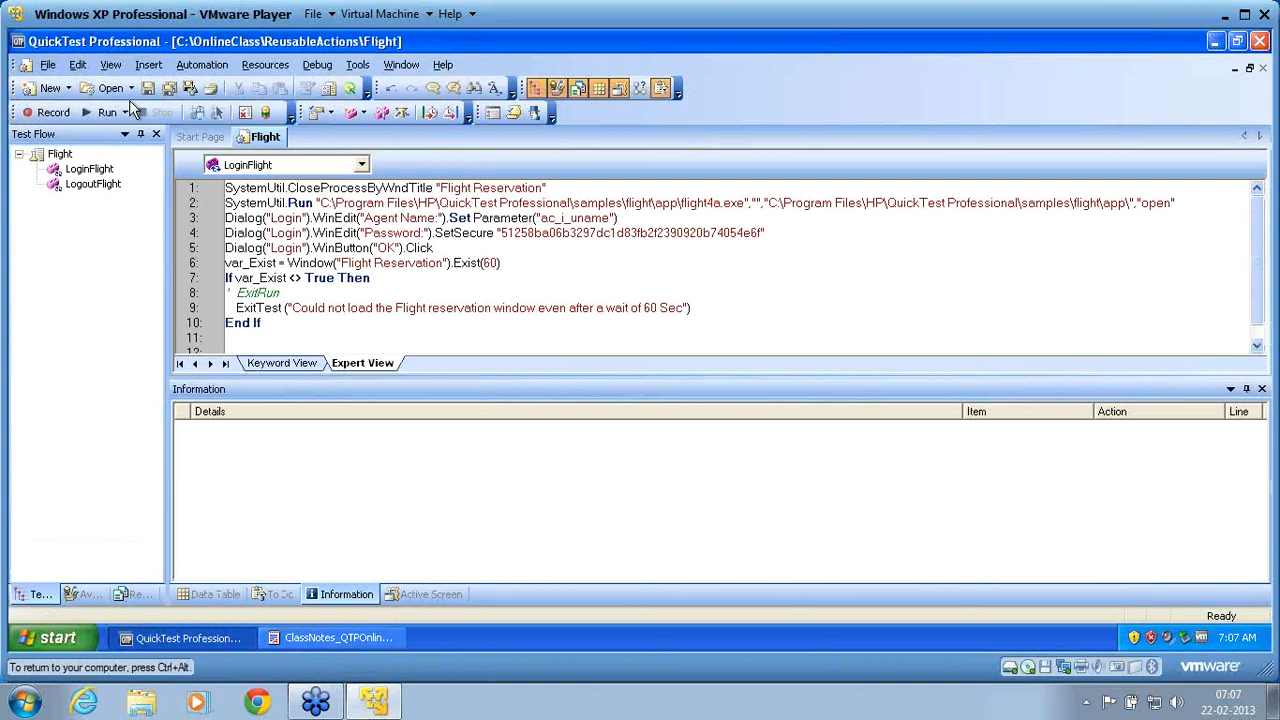 Windows XP Professional - VMware Player File Virtual Machine Help
QuickTest Professional - [C:\OnlineClass\ReusableActions\Flight]
File Edit View Insert Automation Resources Debug Tools Window Help
New Open
Record Run Stop
Test Flow
Start Page Flight
Flight
LoginFlight
LogoutFlight
LoginFlight
1: SystemUtil.CloseProcessByWndTitle "Flight Reservation"
2: SystemUtil.Run "C:\Program Files\HP\QuickTest Professional\samples\flight\app\flight4a.exe","","C:\Program Files\HP\QuickTest Professional\samples\flight\app\","open"
3: Dialog("Login").WinEdit("Agent Name:").Set Parameter("ac_i_uname")
4: Dialog("Login").WinEdit("Password:").SetSecure "51258ba06b3297dc1d83fb2f2390920b74054e6f"
5: Dialog("Login").WinButton("OK").Click
6: var_Exist = Window("Flight Reservation").Exist(60)
7: If var_Exist <> True Then
8: ' ExitRun
9: ExitTest ("Could not load the Flight reservation window even after a wait of 60 Sec")
10: End If
11:
12:
Keyword View Expert View
Information
Details Item Action Line
Te... Av... Re... Data Table To Do Information Active Screen
Ready
start QuickTest Profession... ClassNotes_QTPOnlin... 7:07 AM
To return to your computer, press Ctrl+Alt. vmware
07:07
22-02-2013